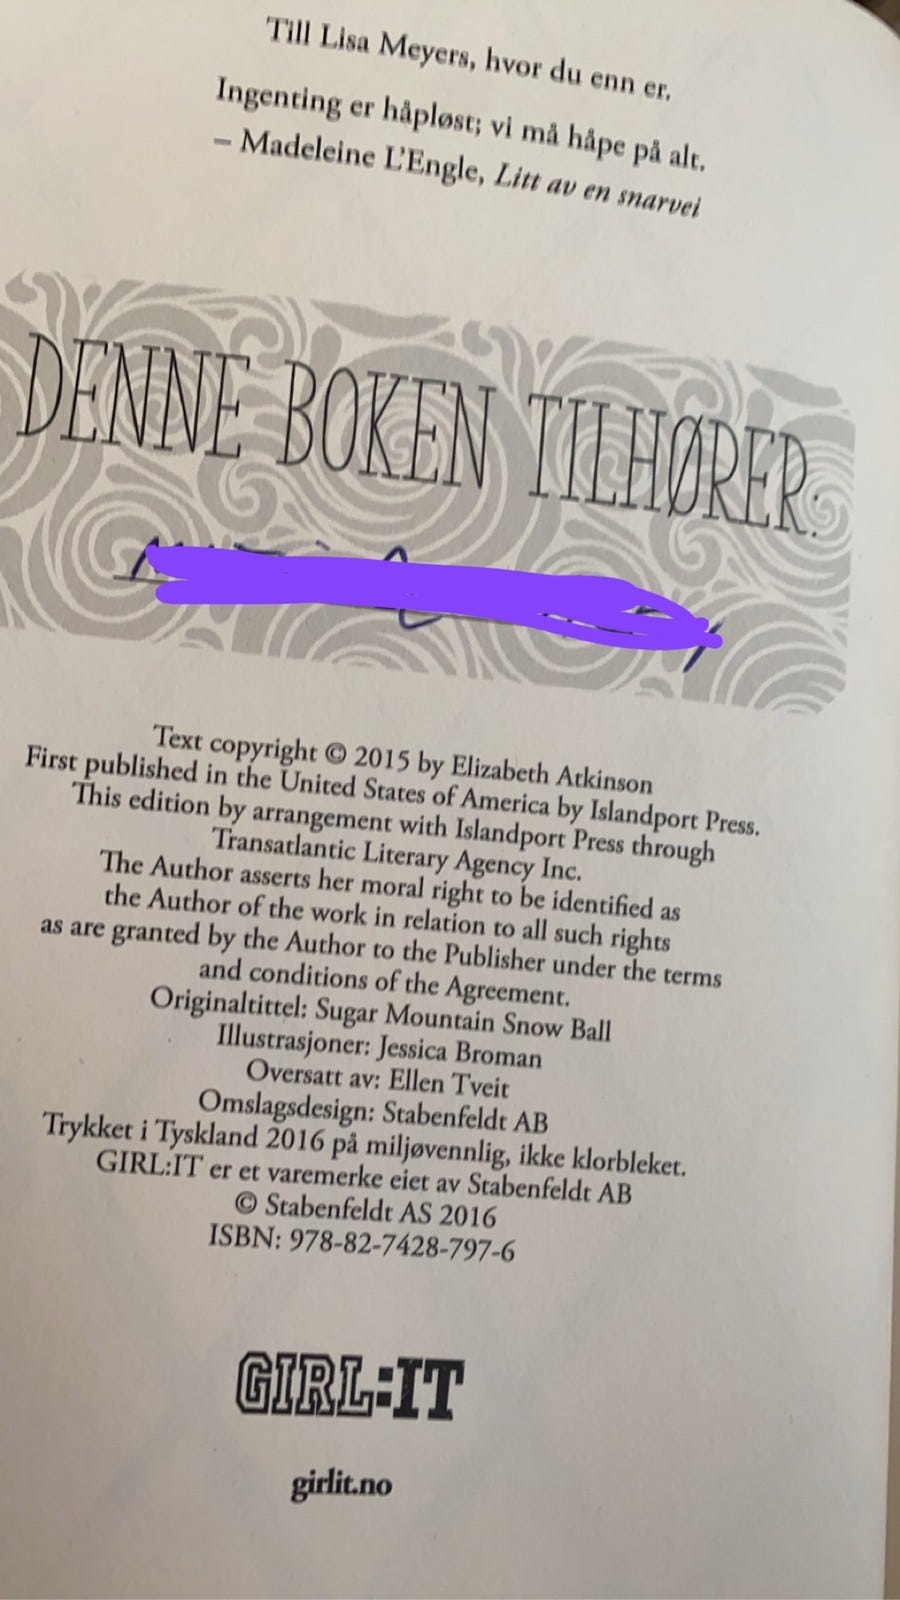 Till Lisa Meyers, hvor du enn er.
Ingenting er håpløst; vi må håpe på alt.
– Madeleine L'Engle, Litt av en snarvei
DENNE BOKEN TILHØRER:
Text copyright © 2015 by Elizabeth Atkinson
First published in the United States of America by Islandport Press.
This edition by arrangement with Islandport Press through
Transatlantic Literary Agency Inc.
The Author asserts her moral right to be identified as
the Author of the work in relation to all such rights
as are granted by the Author to the Publisher under the terms
and conditions of the Agreement.
Originaltittel: Sugar Mountain Snow Ball
Illustrasjoner: Jessica Broman
Oversatt av: Ellen Tveit
Omslagsdesign: Stabenfeldt AB
Trykket i Tyskland 2016 på miljøvennlig, ikke klorbleket.
GIRL:IT er et varemerke eiet av Stabenfeldt AB
© Stabenfeldt AS 2016
ISBN: 978-82-7428-797-6
GIRL:IT
girlit.no